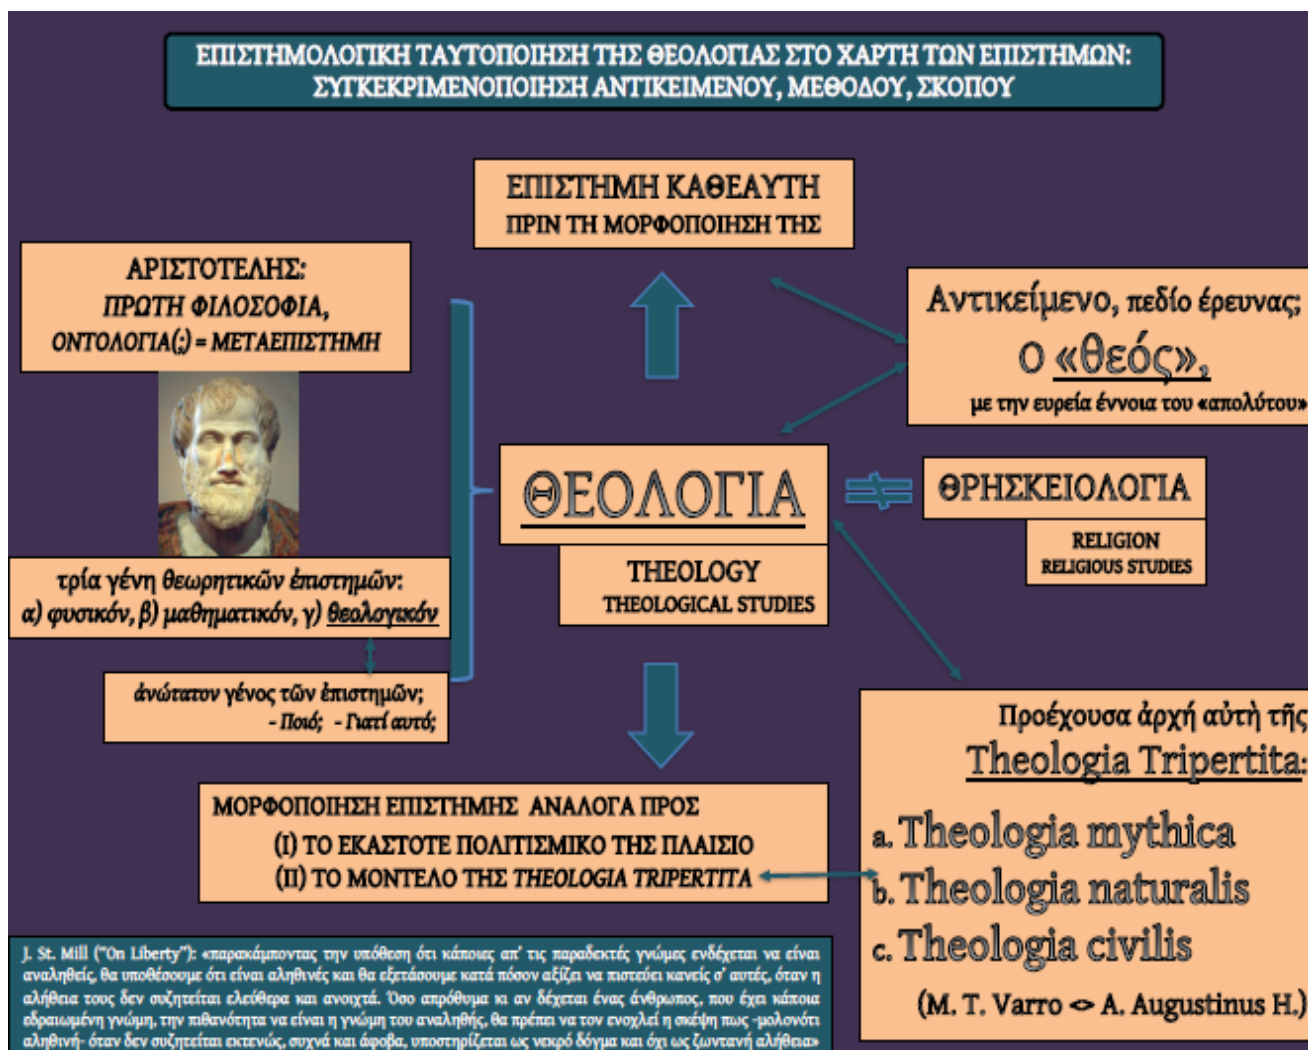 ΕΠΙΣΤΗΜΟΛΟΓΙΚΗ ΤΑΥΤΟΠΟΙΗΣΗ ΤΗΣ ΘΕΟΛΟΓΙΑΣ ΣΤΟ ΧΑΡΤΗ ΤΩΝ ΕΠΙΣΤΗΜΩΝ:
ΣΥΓΚΕΚΡΙΜΕΝΟΠΟΙΗΣΗ ΑΝΤΙΚΕΙΜΕΝΟΥ, ΜΕΘΟΔΟΥ, ΣΚΟΠΟΥ
ΕΠΙΣΤΗΜΗ ΚΑΘΕΑΥΤΗ
ΠΡΙΝ ΤΗ ΜΟΡΦΟΠΟΙΗΣΗ ΤΗΣ
ΑΡΙΣΤΟΤΕΛΗΣ:
ΠΡΩΤΗ ΦΙΛΟΣΟΦΙΑ,
ΟΝΤΟΛΟΓΙΑ(;) = ΜΕΤΑΕΠΙΣΤΗΜΗ
Αντικείμενο, πεδίο έρευνας;
Ο «θεός»,
με την ευρεία έννοια του «απολύτου»
ΘΕΟΛΟΓΙΑ
THEOLOGY
THEOLOGICAL STUDIES
ΘΡΗΣΚΕΙΟΛΟΓΙΑ
RELIGION
RELIGIOUS STUDIES
τρία γένη θεωρητικῶν ἐπιστημῶν:
α) φυσικόν, β) μαθηματικόν, γ) θεολογικόν
ἀνώτατον γένος τῶν ἐπιστημῶν;
- Ποιό; - Γιατί αυτό;
Προέχουσα ἀρχή αὐτὴ τῆς
Theologia Tripertita:
a. Theologia mythica
b. Theologia naturalis
c. Theologia civilis
(M. T. Varro <> A. Augustinus H.)
ΜΟΡΦΟΠΟΙΗΣΗ ΕΠΙΣΤΗΜΗΣ ΑΝΑΛΟΓΑ ΠΡΟΣ
(Ι) ΤΟ ΕΚΑΣΤΟΤΕ ΠΟΛΙΤΙΣΜΙΚΟ ΤΗΣ ΠΛΑΙΣΙΟ
(ΙΙ) ΤΟ ΜΟΝΤΕΛΟ ΤΗΣ THEOLOGIA TRIPERTITA
J. St. Mill ("On Liberty"): «παρακάμποντας την υπόθεση ότι κάποιες απ' τις παραδεκτές γνώμες ενδέχεται να είναι
αναληθείς, θα υποθέσουμε ότι είναι αληθινές και θα εξετάσουμε κατά πόσον αξίζει να πιστεύει κανείς σ' αυτές, όταν η
αλήθεια τους δεν συζητείται ελεύθερα και ανοιχτά. Όσο απρόθυμα κι αν δέχεται ένας άνθρωπος, που έχει κάποια
εδραιωμένη γνώμη, την πιθανότητα να είναι η γνώμη του αναληθής, θα πρέπει να τον ενοχλεί η σκέψη πως -μολονότι
αληθινή- όταν δεν συζητείται εκτενώς, συχνά και άφοβα, υποστηρίζεται ως νεκρό δόγμα και όχι ως ζωντανή αλήθεια»